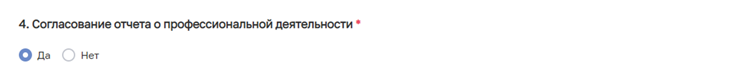 4. Согласование отчета о профессиональной деятельности *
Да Нет